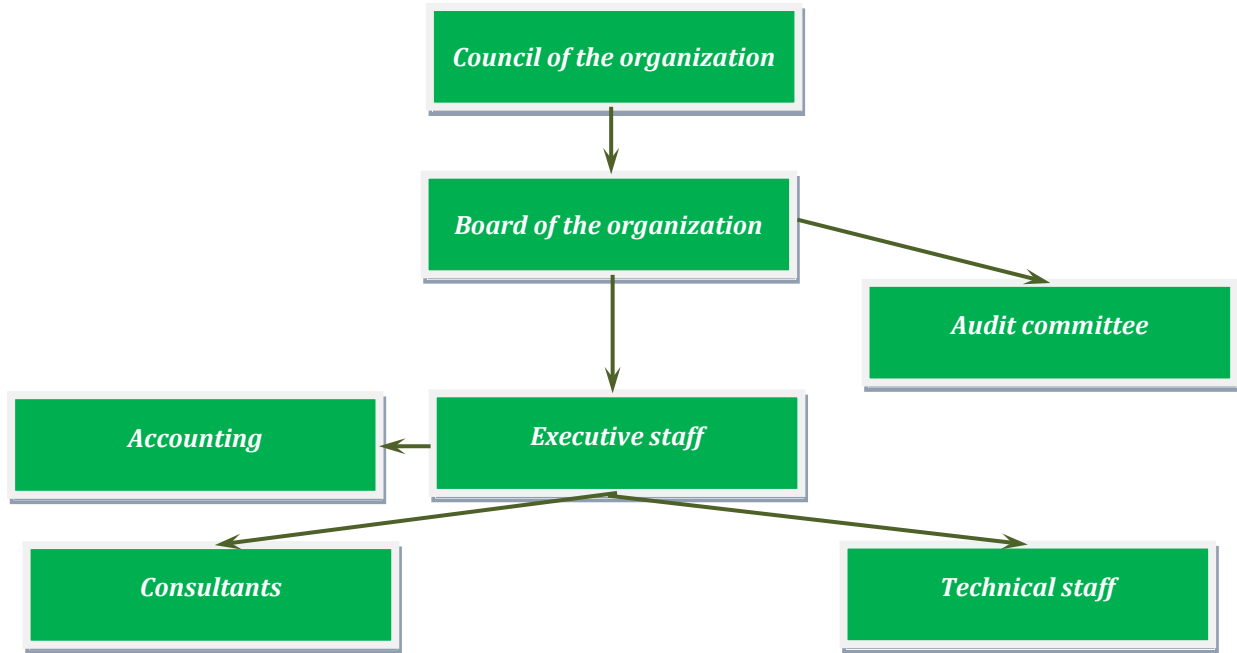 Council of the organization
Board of the organization
Audit committee
Executive staff
Accounting
Consultants
Technical staff